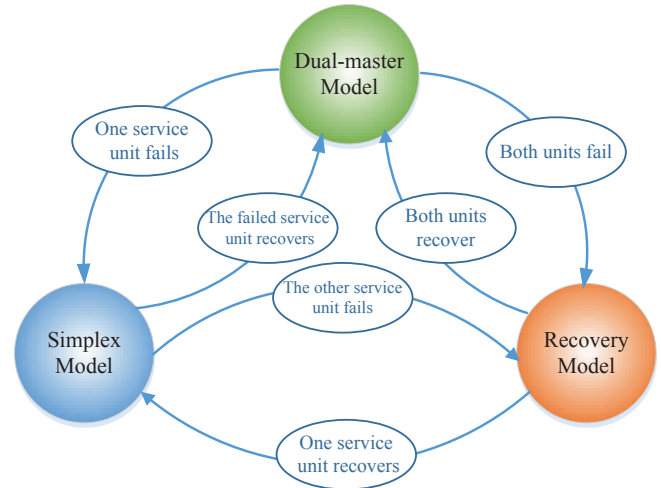 Dual-master
Model
One service
unit fails
Both units fail
The failed service
unit recovers
Both units
recover
The other service
unit fails
Simplex
Model
Recovery
Model
One service
unit recovers